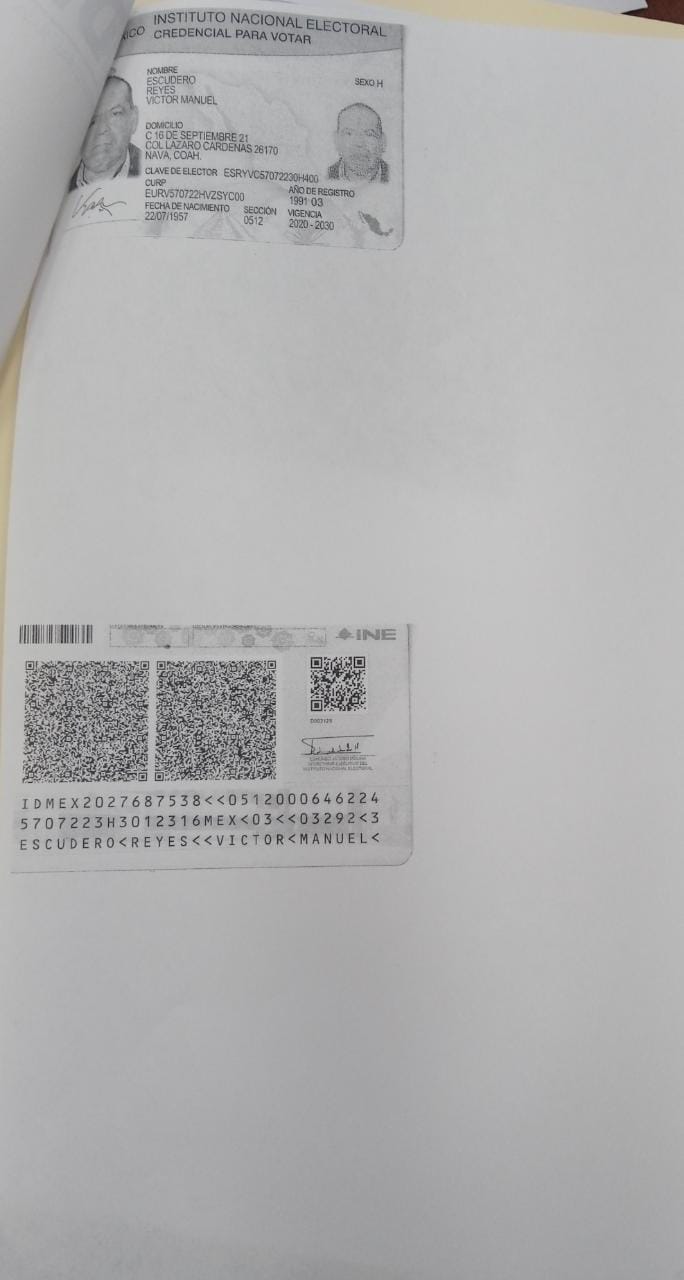 INSTITUTO NACIONAL ELECTORAL
CREDENCIAL PARA VOTAR
NOMBRE
ESCUDERO
REYES
VICTOR MANUEL
SEXO H
DOMICILIO
C 16 DE SEPTIEMBRE 21
COL LAZARO CARDENAS 26170
NAVA, COAH.
CLAVE DE ELECTOR ESRYVC57072230H400
CURP
EURV570722HVZSYC00
AÑO DE REGISTRO
1991 03
FECHA DE NACIMIENTO
22/07/1957
SECCIÓN
0512
VIGENCIA
2020 - 2030
INE
IDMEX2027687538<<0512000646224
5707223H3012316MEX<03<<03292<3
ESCUDERO<REYES<<VICTOR<MANUEL<